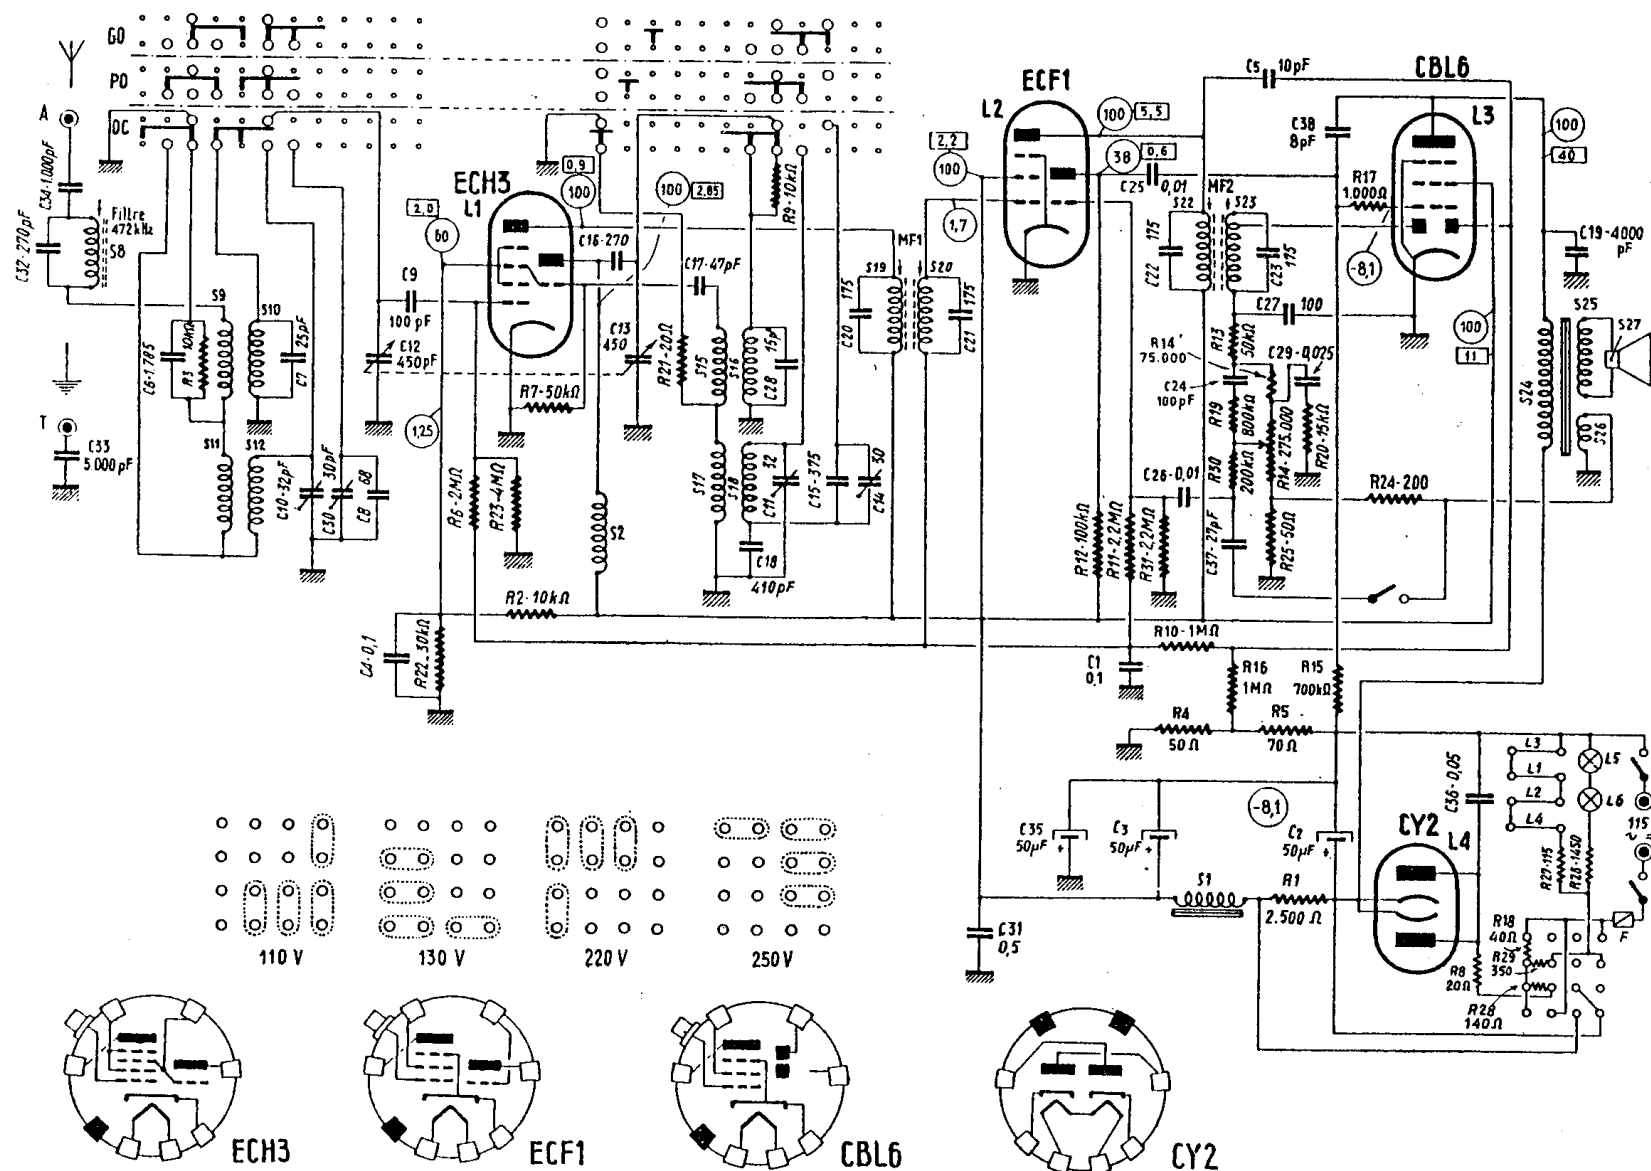 GO
PO
OC
A
C34-1.000pF
C32-270pF
Filtre
472kHz
S8
T
C33
5.000pF
C6-1.785
R3
10kΩ
S9
S10
C7
25pF
S11
S12
C10-32pF
C30
30pF
C8
68
C12
450pF
C9
100pF
ECH3
L1
2,0
60
0,9
100
100
2,85
C16-270
C17-47pF
C13
450
R7-50kΩ
1,25
R6-2MΩ
R23-4MΩ
S2
R2-10kΩ
C4-0,1
R22-30kΩ
R21-20Ω
S15
S16
15pF
C28
R9-10kΩ
S17
S18
32
C11
C15-375
C14
30
C18
410pF
MF1
S19
S20
175
C20
175
C21
ECF1
L2
2,2
100
1,7
100
5,5
38
0,6
C25
0,01
C5
10pF
MF2
S22
S23
175
C22
C23
175
C27
100
R13
50kΩ
R14
75.000
C24
100pF
C29-0,025
R19
800kΩ
R30
200kΩ
R14-275.000
R20-15kΩ
C26-0,01
C37-27pF
R25-50Ω
R12-100kΩ
R11-2,2MΩ
R31-2,2MΩ
R24-200
CBL6
L3
C38
8pF
R17
1.000Ω
-8,1
100
40
100
11
C19-4000
pF
S24
S25
S26
S27
R10-1MΩ
C1
0,1
R16
1MΩ
R15
700kΩ
R4
50Ω
R5
70Ω
C35
50µF
+
C3
50µF
+
-8,1
C2
50µF
+
S1
R1
2.500Ω
C31
0,5
CY2
L4
C36-0,05
R8
20Ω
L3
L1
L2
L4
L5
L6
115
~ =
R27-115
R26-1450
F
R18
40Ω
R29
350
R28
140Ω
110 V
130 V
220 V
250 V
ECH3
ECF1
CBL6
CY2